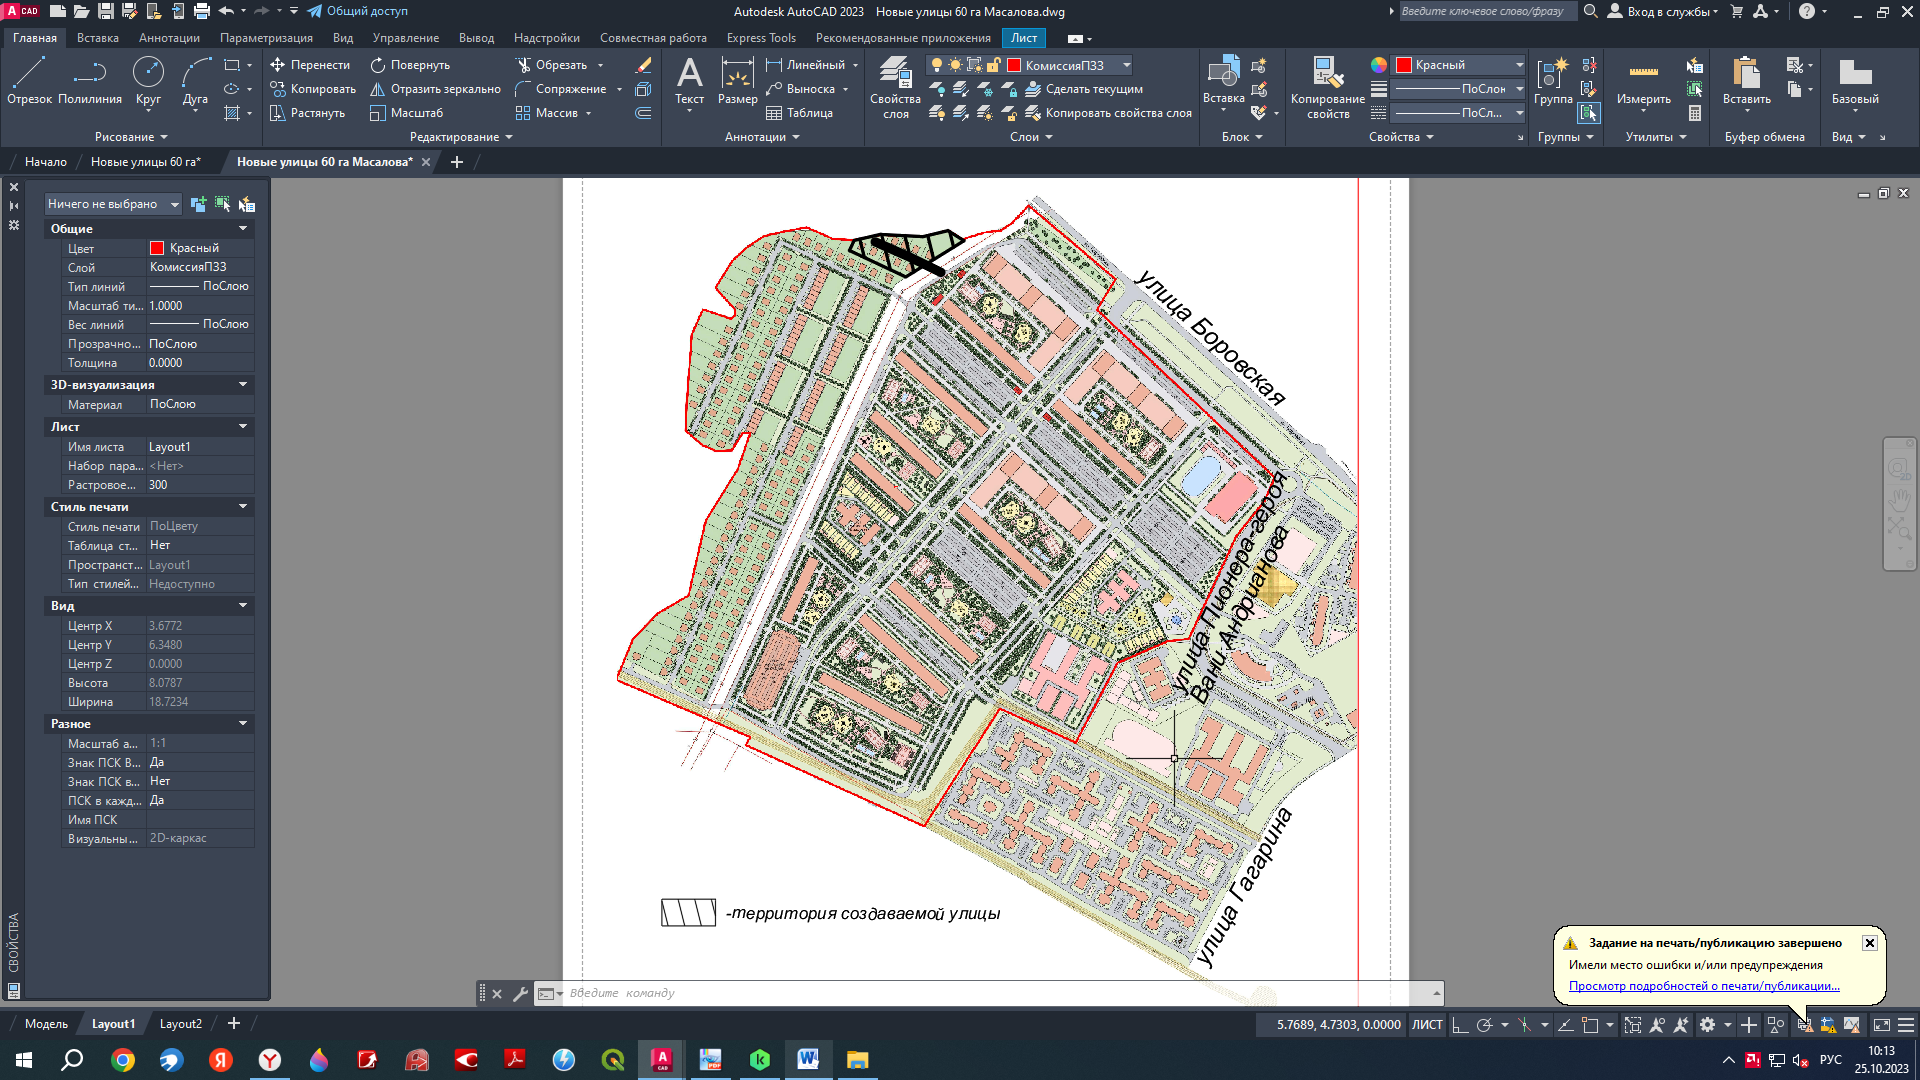 A CAD
Общий доступ
Autodesk AutoCAD 2023 Новые улицы 60 га Масалова.dwg
Введите ключевое слово/фразу
Вход в службы
Главная Вставка Аннотации Параметризация Вид Управление Вывод Надстройки Совместная работа Express Tools Рекомендованные приложения Лист
Отрезок Полилиния Круг Дуга
Перенести Повернуть Обрезать
Копировать Отразить зеркально Сопряжение
Растянуть Масштаб Массив
Текст Размер
Линейный
Выноска
Таблица
Свойства слоя
КомиссияПЗЗ
Сделать текущим
Копировать свойства слоя
Вставка
Копирование свойств
Красный
ПоСлою
ПоСл...
Группа
Измерить
Вставить
Базовый
Рисование Редактирование Аннотации Слои Блок Свойства Группы Утилиты Буфер обмена Вид
Начало Новые улицы 60 га* Новые улицы 60 га Масалова*
Ничего не выбрано
Общие
Цвет Красный
Слой КомиссияПЗЗ
Тип линий ПоСлою
Масштаб ти... 1.0000
Вес линий ПоСлою
Прозрачно... ПоСлою
Толщина 0.0000
3D-визуализация
Материал ПоСлою
Лист
Имя листа Layout1
Набор пара... <Нет>
Растровое... 300
Стиль печати
Стиль печати ПоЦвету
Таблица ст... Нет
Пространст... Layout1
Тип стилей... Недоступно
Вид
Центр X 3.6772
Центр Y 6.3480
Центр Z 0.0000
Высота 8.0787
Ширина 18.7234
Разное
Масштаб а... 1:1
Знак ПСК В... Да
Знак ПСК в... Нет
ПСК в кажд... Да
Имя ПСК
Визуальны... 2D-каркас
СВОЙСТВА
улица Боровская
улица Пионера-героя
Вани Андрианова
улица Гагарина
-территория создаваемой улицы
Введите команду
Задание на печать/публикацию завершено
Имели место ошибки и/или предупреждения
Просмотр подробностей о печати/публикации...
Модель Layout1 Layout2
5.7689, 4.7303, 0.0000 ЛИСТ
РУС
10:13
25.10.2023